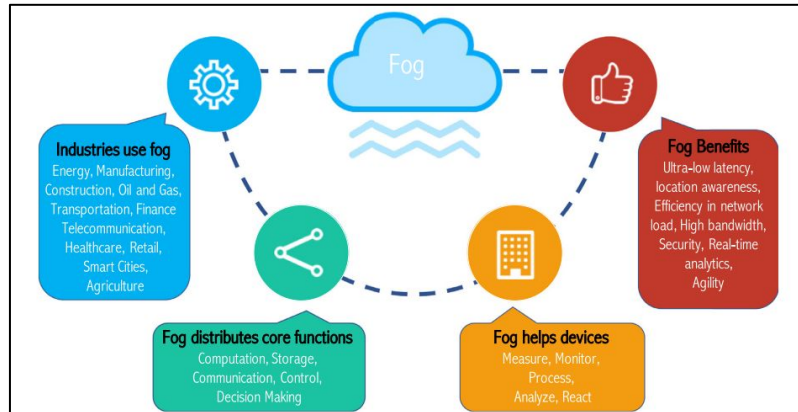 Fog
Industries use fog
Energy, Manufacturing,
Construction, Oil and Gas,
Transportation, Finance
Telecommunication,
Healthcare, Retail,
Smart Cities,
Agriculture
Fog distributes core functions
Computation, Storage,
Communication, Control,
Decision Making
Fog helps devices
Measure, Monitor,
Process,
Analyze, React
Fog Benefits
Ultra-low latency,
location awareness,
Efficiency in network
load, High bandwidth,
Security, Real-time
analytics,
Agility